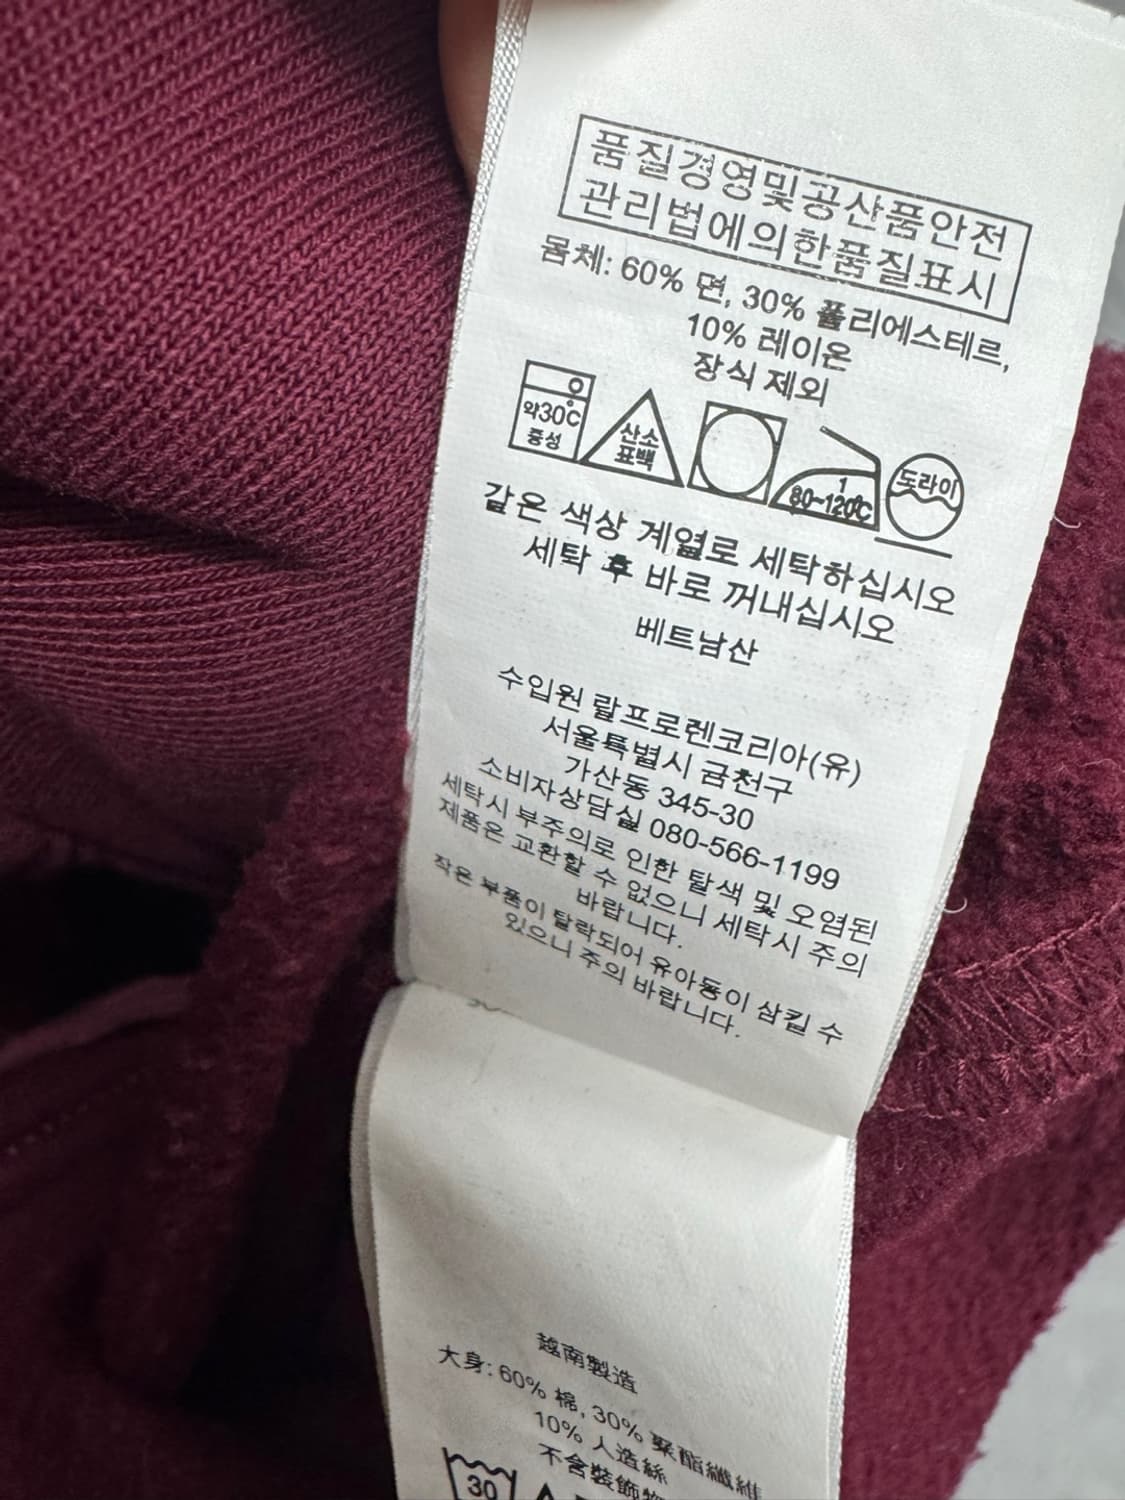 품질경영및공산품안전
관리법에의한품질표시
몸체: 60% 면, 30% 폴리에스테르,
10% 레이온
장식 제외
약30℃
중성
산소
표백
1
80~120℃
도라이
같은 색상 계열로 세탁하십시오
세탁 후 바로 꺼내십시오
베트남산
수입원 랄프로렌코리아(유)
서울특별시 금천구
가산동 345-30
소비자상담실 080-566-1199
세탁시 부주의로 인한 탈색 및 오염된
제품은 교환할 수 없으니 세탁시 주의
바랍니다.
작은 부품이 탈락되어 유아동이 삼킬 수
있으니 주의 바랍니다.
越南製造
大身: 60% 棉, 30% 聚酯纖維
10% 人造絲
不含裝飾物
30